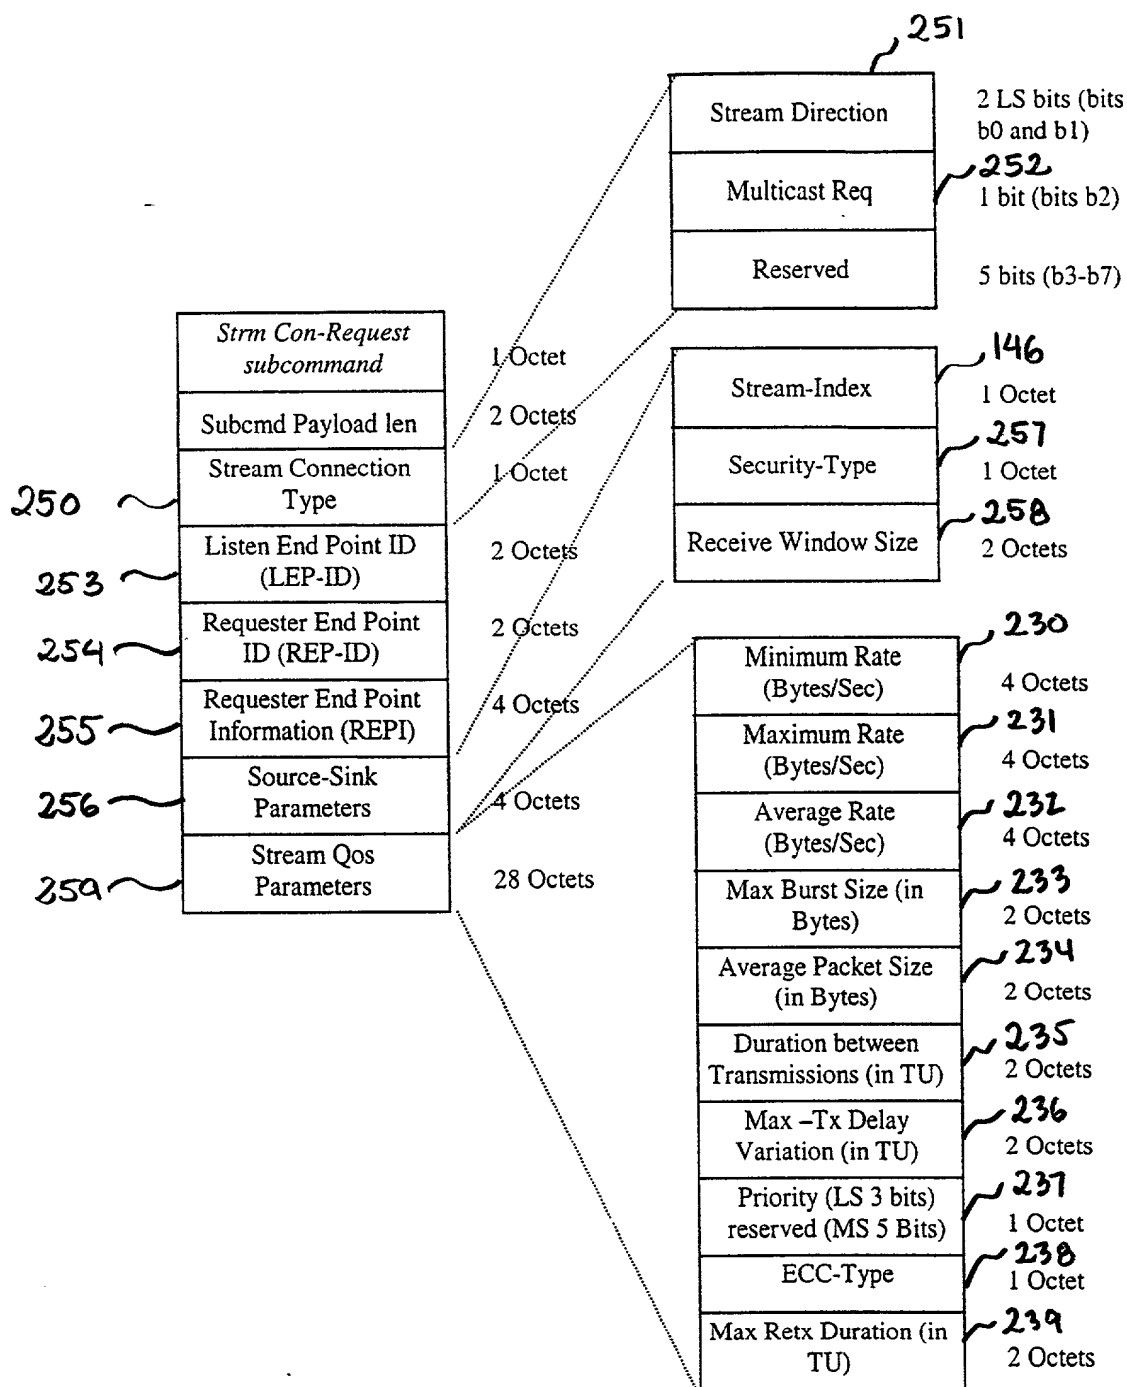 251
Stream Direction
2 LS bits (bits
b0 and b1)
252
Multicast Req
1 bit (bits b2)
Reserved
5 bits (b3-b7)
Strm Con-Request
subcommand
1 Octet
Subcmd Payload len
2 Octets
250
Stream Connection
Type
1 Octet
253
Listen End Point ID
(LEP-ID)
2 Octets
254
Requester End Point
ID (REP-ID)
2 Octets
255
Requester End Point
Information (REPI)
4 Octets
256
Source-Sink
Parameters
4 Octets
259
Stream Qos
Parameters
28 Octets
146
Stream-Index
1 Octet
257
Security-Type
1 Octet
258
Receive Window Size
2 Octets
230
Minimum Rate
(Bytes/Sec)
4 Octets
231
Maximum Rate
(Bytes/Sec)
4 Octets
232
Average Rate
(Bytes/Sec)
4 Octets
233
Max Burst Size (in
Bytes)
2 Octets
234
Average Packet Size
(in Bytes)
2 Octets
235
Duration between
Transmissions (in TU)
2 Octets
236
Max –Tx Delay
Variation (in TU)
2 Octets
237
Priority (LS 3 bits)
reserved (MS 5 Bits)
1 Octet
238
ECC-Type
1 Octet
239
Max Retx Duration (in
TU)
2 Octets